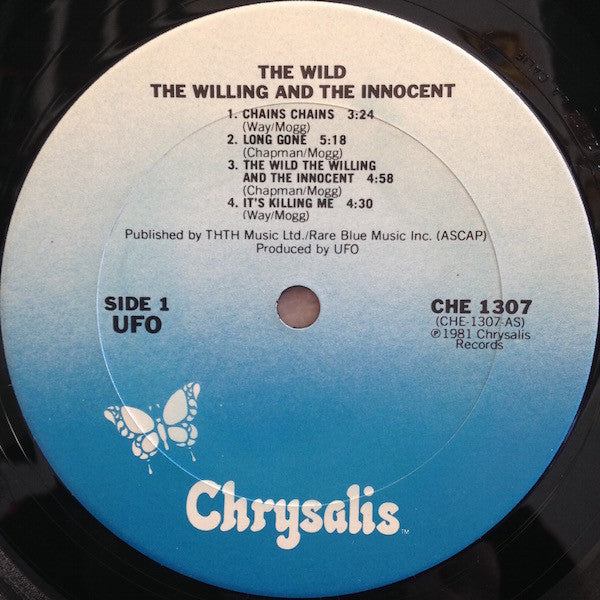 THE WILD
THE WILLING AND THE INNOCENT
1. CHAINS CHAINS 3:24
(Way/Mogg)
2. LONG GONE 5:18
(Chapman/Mogg)
3. THE WILD THE WILLING
AND THE INNOCENT 4:58
(Chapman/Mogg)
4. IT'S KILLING ME 4:30
(Way/Mogg)
Published by THTH Music Ltd./Rare Blue Music Inc. (ASCAP)
Produced by UFO
SIDE 1
UFO
CHE 1307
(CHE-1307-AS)
℗1981 Chrysalis
Records
Chrysalis™